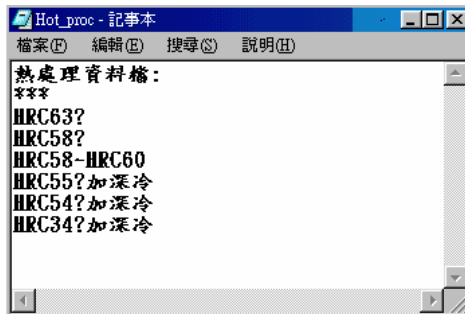 Hot_proc - 記事本
檔案(F) 編輯(E) 搜尋(S) 說明(H)
熱處理資料檔:
***
HRC63?
HRC58?
HRC58~HRC60
HRC55?加深冷
HRC54?加深冷
HRC34?加深冷